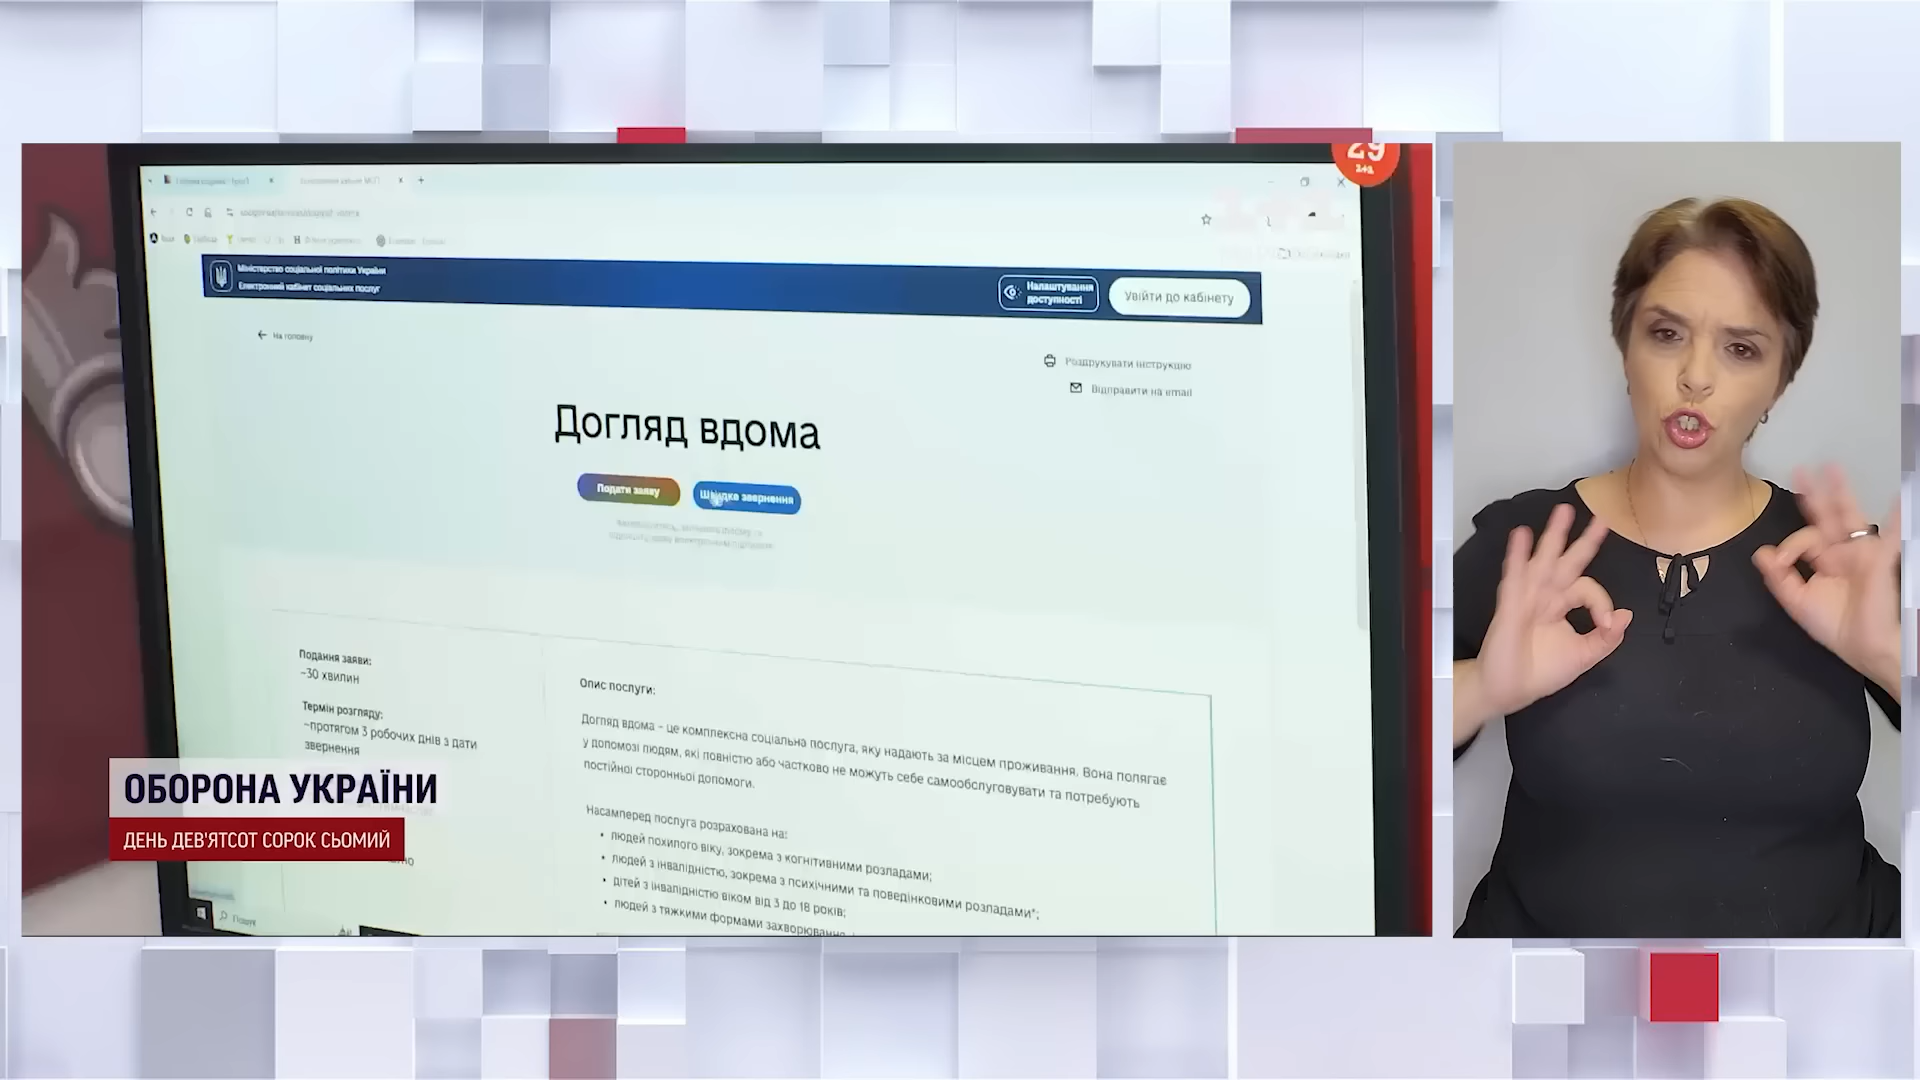 29
1+1
Міністерство соціальної політики України
Електронний кабінет соціальних послуг
Налаштування
доступності
Увійти до кабінету
На головну
Роздрукувати інструкцію
Відправити на email
Догляд вдома
Подати заяву
Швидке звернення
Подання заяви:
~30 хвилин
Термін розгляду:
~протягом 3 робочих днів з дати
звернення
Опис послуги:
Догляд вдома – це комплексна соціальна послуга, яку надають за місцем проживання. Вона полягає
у допомозі людям, які повністю або частково не можуть себе самообслуговувати та потребують
постійної сторонньої допомоги.
Насамперед послуга розрахована на:
• людей похилого віку, зокрема з когнітивними розладами;
• людей з інвалідністю, зокрема з психічними та поведінковими розладами*;
• дітей з інвалідністю віком від 3 до 18 років;
• людей з тяжкими формами захворювання
Пошук
ОБОРОНА УКРАЇНИ
ДЕНЬ ДЕВ'ЯТСОТ СОРОК СЬОМИЙ